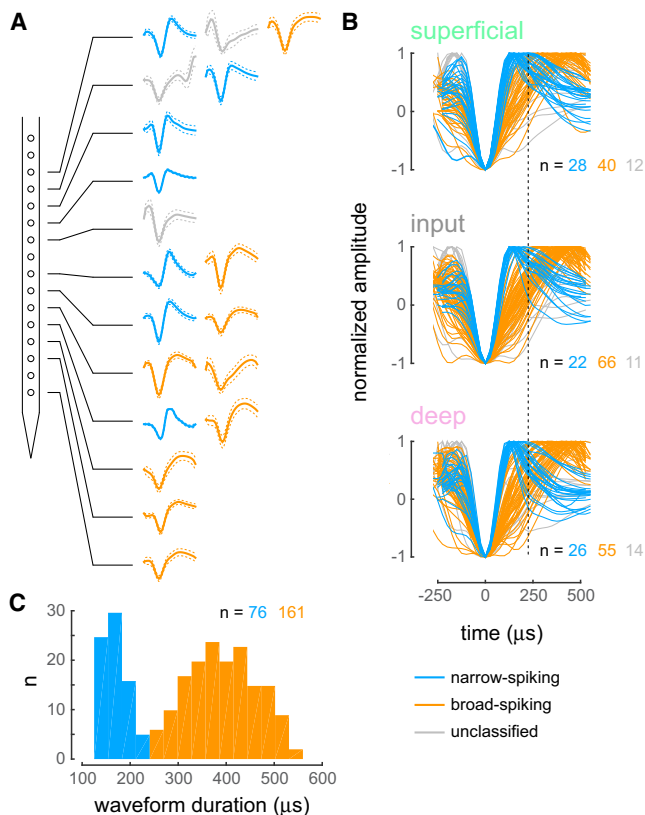 A
B
superficial
1
0
-1
n = 28 40 12
input
1
0
-1
n = 22 66 11
deep
1
0
-1
n = 26 55 14
normalized amplitude
-250 0 250 500
time (μs)
narrow-spiking
broad-spiking
unclassified
C
n = 76 161
30
20
10
0
n
100 200 300 400 500 600
waveform duration (μs)